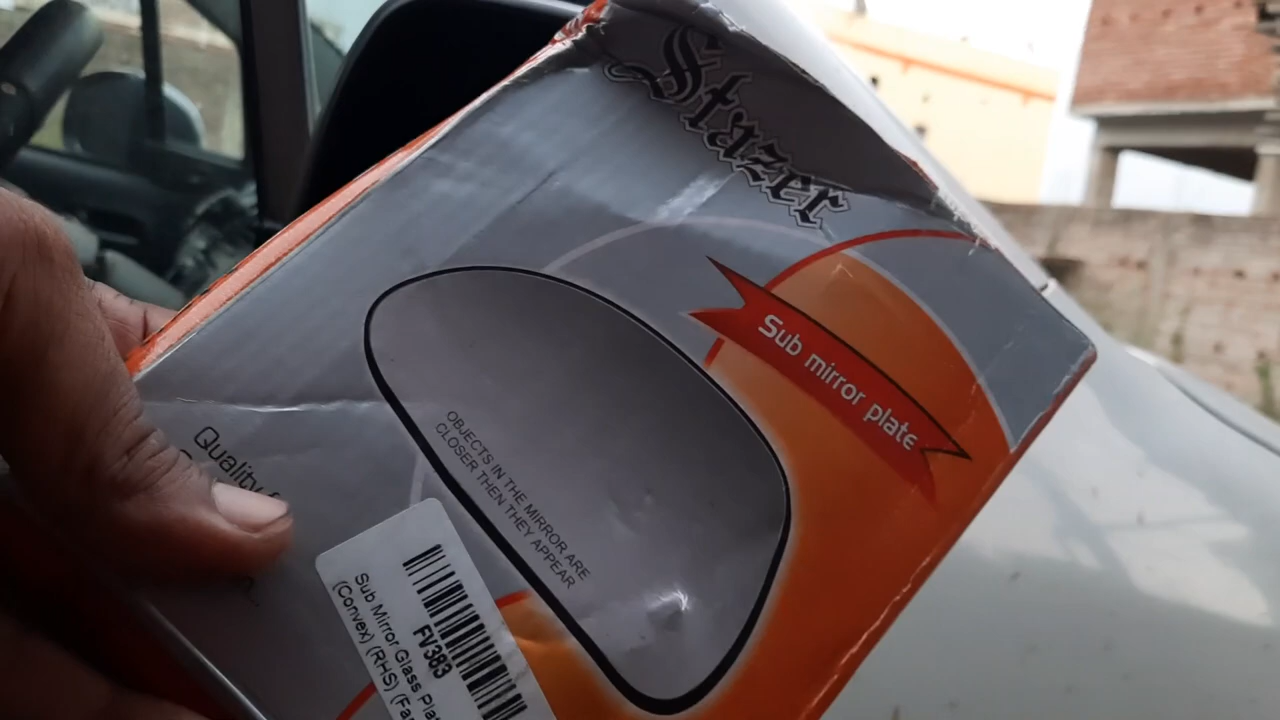 Stazer
Sub mirror plate
OBJECTS IN THE MIRROR ARE
CLOSER THEN THEY APPEAR
Quality
FV383
Sub Mirror Glass
(Convex) (RHS)